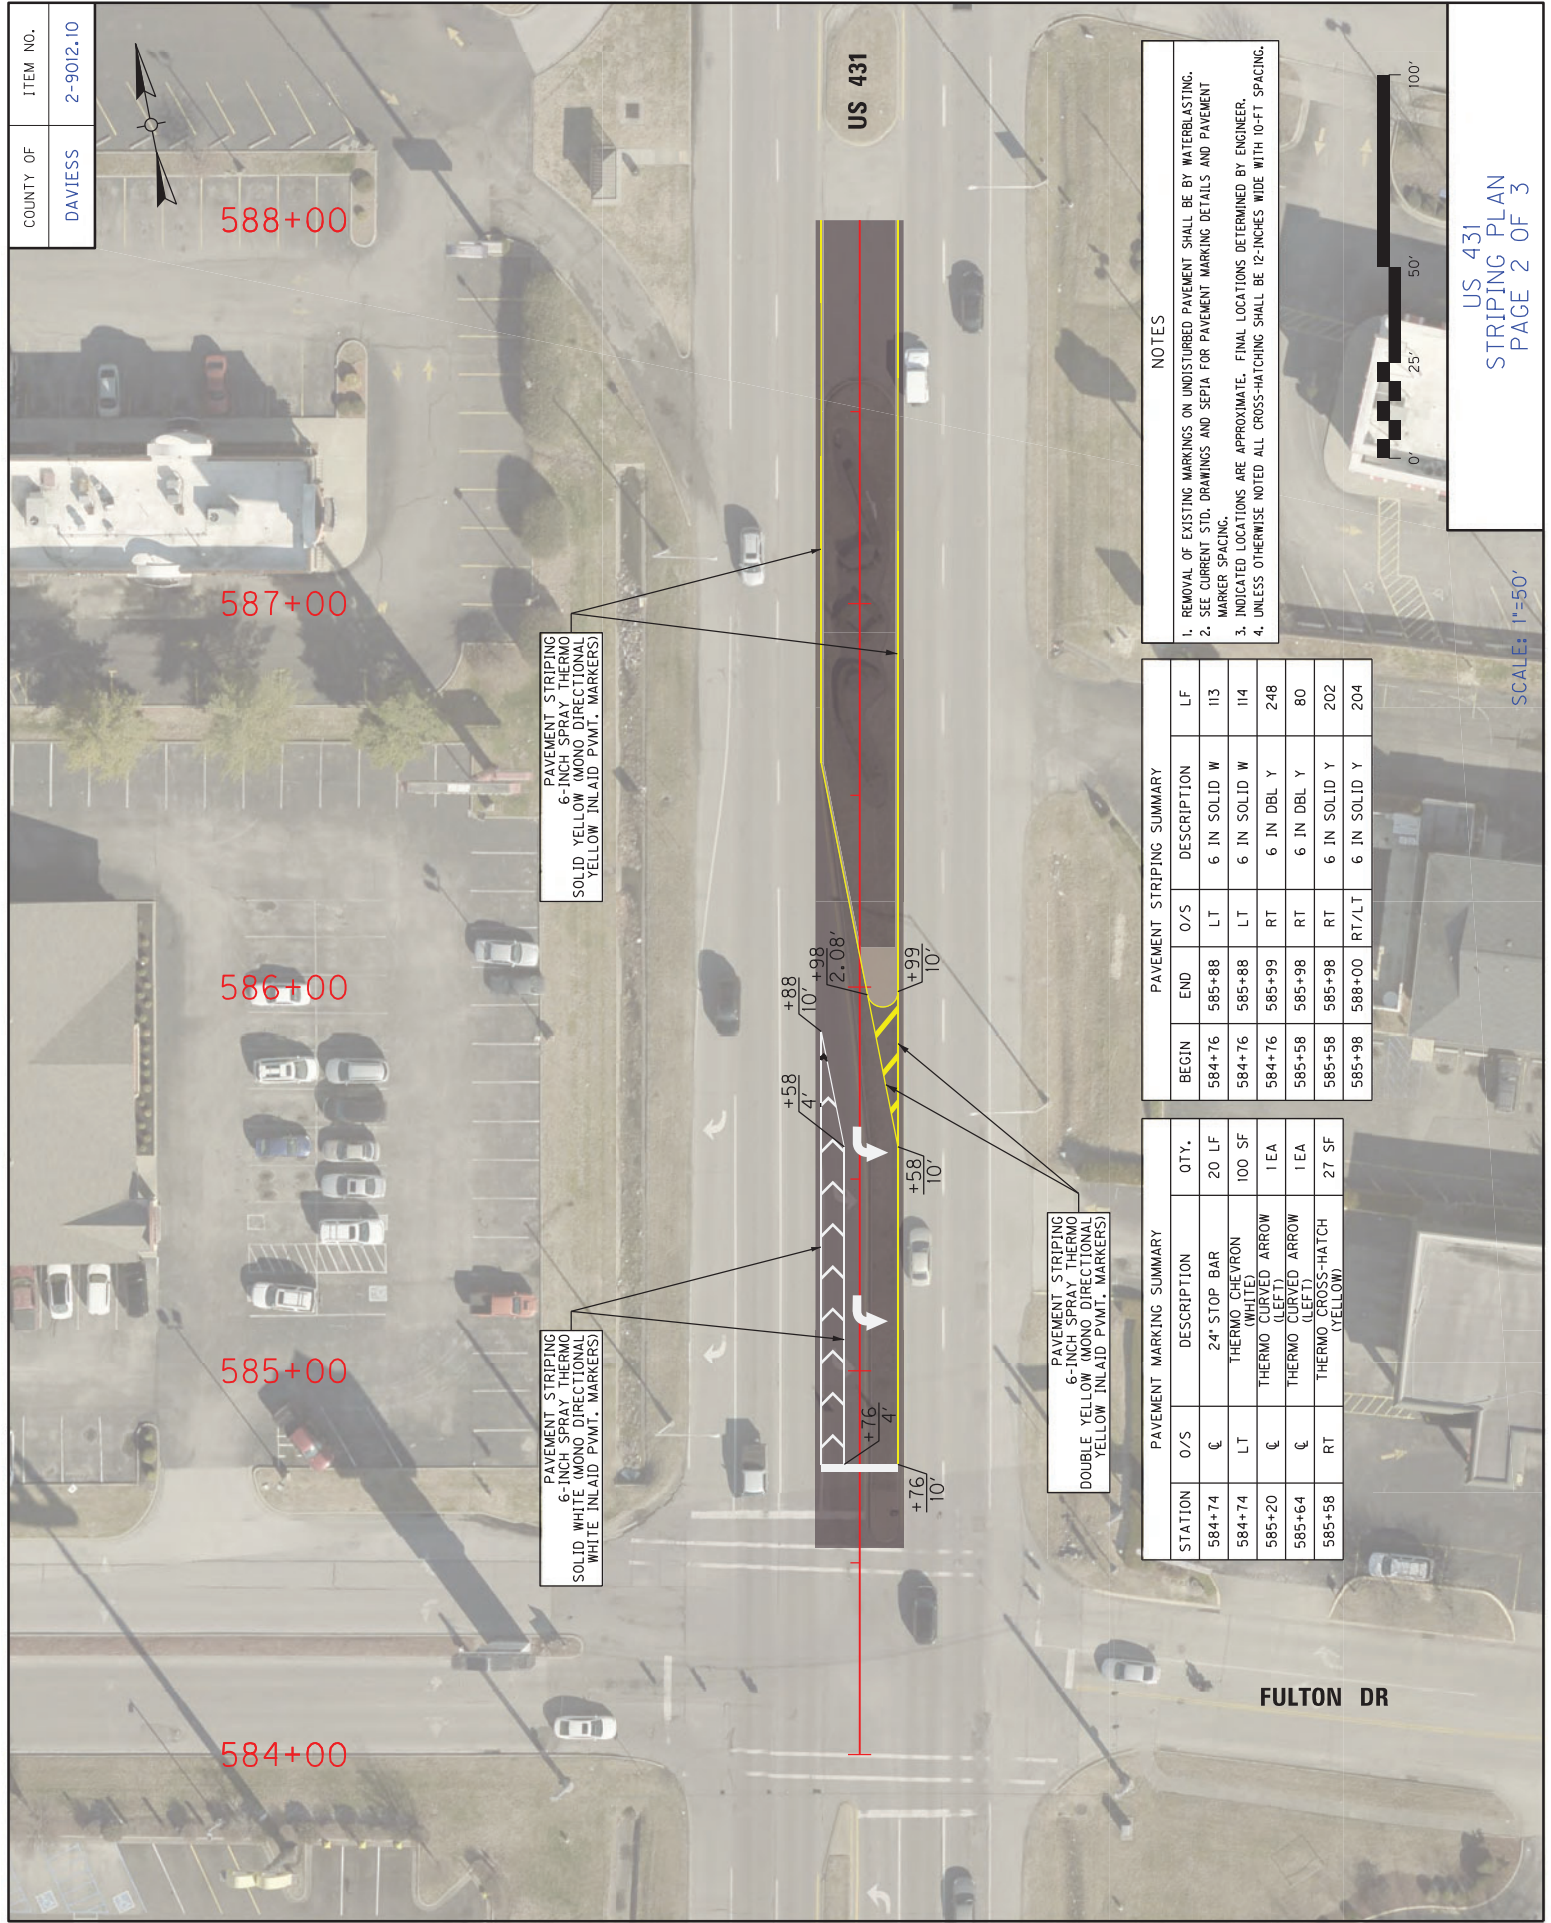 COUNTY OF
ITEM NO.
DAVIESS
2-9012.10
588+00
587+00
586+00
585+00
584+00
US 431
FULTON DR
PAVEMENT STRIPING
6-INCH SPRAY THERMO
SOLID YELLOW (MONO DIRECTIONAL
YELLOW INLAID PVMT. MARKERS)
PAVEMENT STRIPING
6-INCH SPRAY THERMO
SOLID WHITE (MONO DIRECTIONAL
WHITE INLAID PVMT. MARKERS)
PAVEMENT STRIPING
6-INCH SPRAY THERMO
DOUBLE YELLOW (MONO DIRECTIONAL
YELLOW INLAID PVMT. MARKERS)
+76
4'
+76
10'
+58
4'
+58
10'
+88
10'
+98
2.08'
+99
10'
PAVEMENT MARKING SUMMARY
STATION O/S DESCRIPTION QTY.
584+74 ℄ 24" STOP BAR 20 LF
584+74 LT THERMO CHEVRON (WHITE) 100 SF
585+20 ℄ THERMO CURVED ARROW (LEFT) 1 EA
585+64 ℄ THERMO CURVED ARROW (LEFT) 1 EA
585+58 RT THERMO CROSS-HATCH (YELLOW) 27 SF
PAVEMENT STRIPING SUMMARY
BEGIN END O/S DESCRIPTION LF
584+76 585+88 LT 6 IN SOLID W 113
584+76 585+88 LT 6 IN SOLID W 114
584+76 585+99 RT 6 IN DBL Y 248
585+58 585+98 RT 6 IN DBL Y 80
585+58 585+98 RT 6 IN SOLID Y 202
585+98 588+00 RT/LT 6 IN SOLID Y 204
NOTES
1. REMOVAL OF EXISTING MARKINGS ON UNDISTURBED PAVEMENT SHALL BE BY WATERBLASTING.
2. SEE CURRENT STD. DRAWINGS AND SEPIA FOR PAVEMENT MARKING DETAILS AND PAVEMENT
MARKER SPACING.
3. INDICATED LOCATIONS ARE APPROXIMATE. FINAL LOCATIONS DETERMINED BY ENGINEER.
4. UNLESS OTHERWISE NOTED ALL CROSS-HATCHING SHALL BE 12-INCHES WIDE WITH 10-FT SPACING.
0' 25' 50' 100'
SCALE: 1"=50'
US 431
STRIPING PLAN
PAGE 2 OF 3